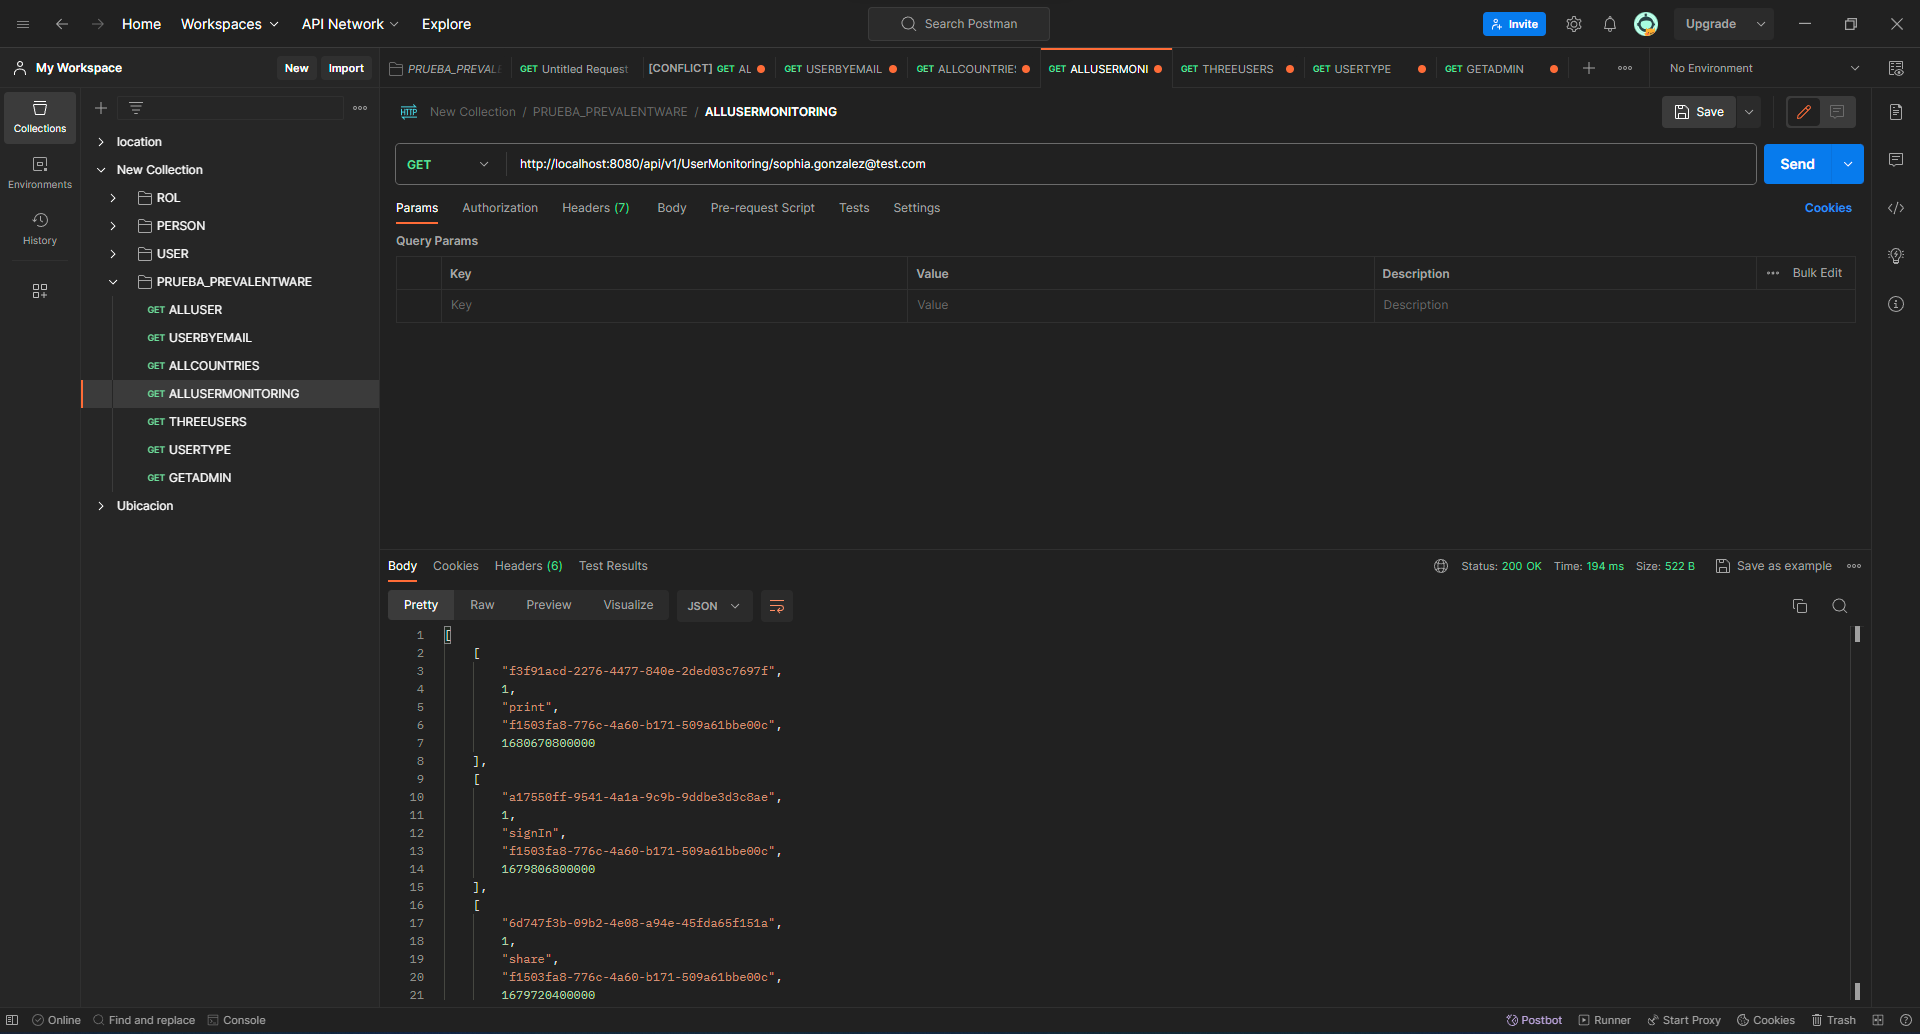 Home Workspaces API Network Explore Search Postman Invite Upgrade
My Workspace New Import
PRUEBA_PREVALE GET Untitled Request [CONFLICT] GET AL GET USERBYEMAIL GET ALLCOUNTRIES GET ALLUSERMONI GET THREEUSERS GET USERTYPE GET GETADMIN No Environment
Collections
Environments
History
location
New Collection
ROL
PERSON
USER
PRUEBA_PREVALENTWARE
GET ALLUSER
GET USERBYEMAIL
GET ALLCOUNTRIES
GET ALLUSERMONITORING
GET THREEUSERS
GET USERTYPE
GET GETADMIN
Ubicacion
HTTP New Collection / PRUEBA_PREVALENTWARE / ALLUSERMONITORING Save
GET http://localhost:8080/api/v1/UserMonitoring/sophia.gonzalez@test.com Send
Params Authorization Headers (7) Body Pre-request Script Tests Settings Cookies
Query Params
Key Value Description Bulk Edit
Key Value Description
Body Cookies Headers (6) Test Results Status: 200 OK Time: 194 ms Size: 522 B Save as example
Pretty Raw Preview Visualize JSON
1 [
2 [
3 "f3f91acd-2276-4477-840e-2ded03c7697f",
4 1,
5 "print",
6 "f1503fa8-776c-4a60-b171-509a61bbe00c",
7 1680670800000
8 ],
9 [
10 "a17550ff-9541-4a1a-9c9b-9ddbe3d3c8ae",
11 1,
12 "signIn",
13 "f1503fa8-776c-4a60-b171-509a61bbe00c",
14 1679806800000
15 ],
16 [
17 "6d747f3b-09b2-4e08-a94e-45fda65f151a",
18 1,
19 "share",
20 "f1503fa8-776c-4a60-b171-509a61bbe00c",
21 1679720400000
Online Find and replace Console Postbot Runner Start Proxy Cookies Trash